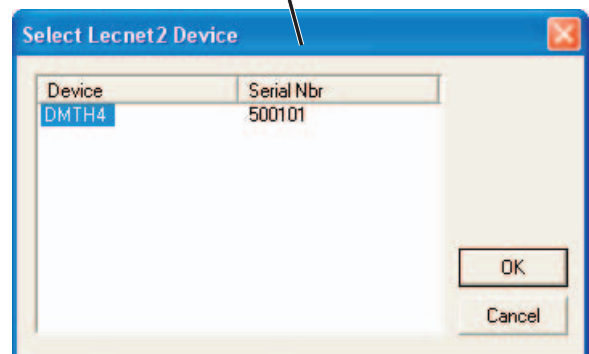 Select Lecnet2 Device
Device Serial Nbr
DMTH4 500101
OK
Cancel